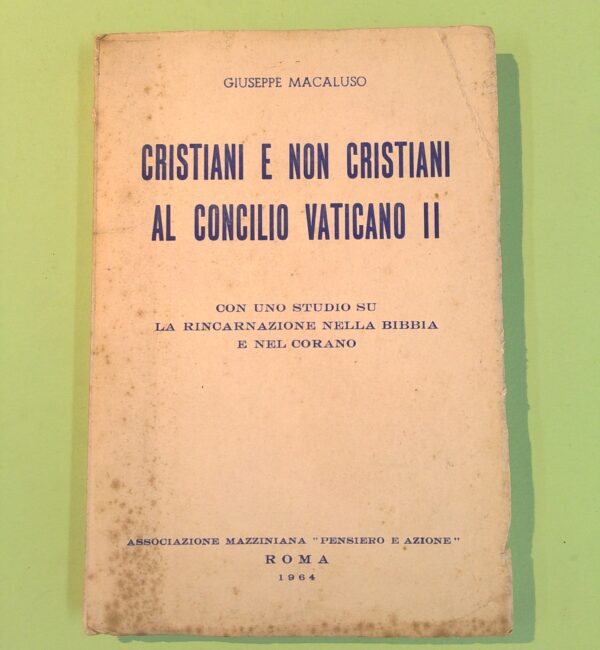 GIUSEPPE MACALUSO
CRISTIANI E NON CRISTIANI
AL CONCILIO VATICANO II
CON UNO STUDIO SU
LA RINCARNAZIONE NELLA BIBBIA
E NEL CORANO
ASSOCIAZIONE MAZZINIANA "PENSIERO E AZIONE"
ROMA
1964